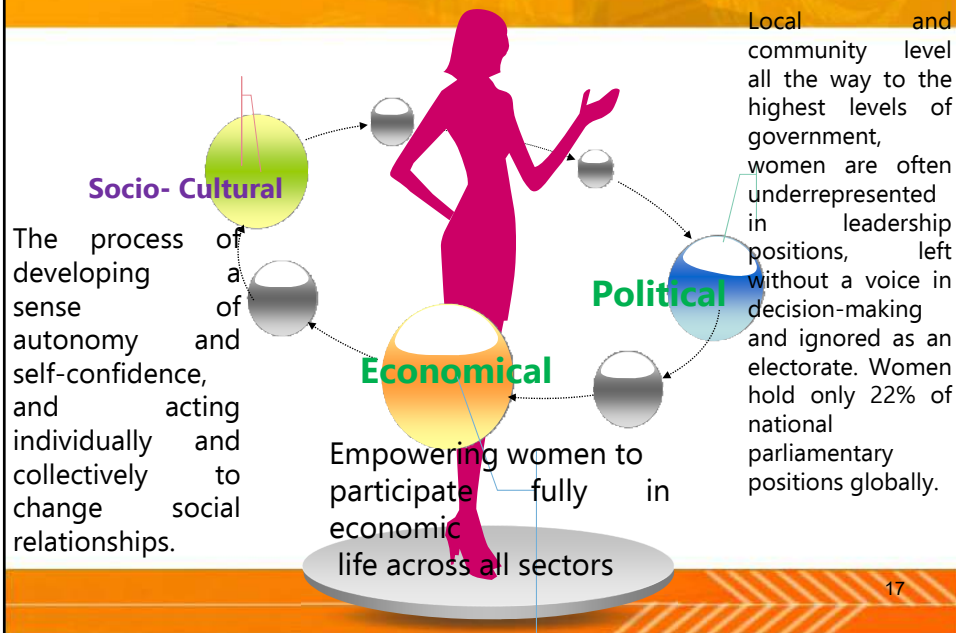 Socio- Cultural
The process of
developing a
sense of
autonomy and
self-confidence,
and acting
individually and
collectively to
change social
relationships.
Economical
Empowering women to
participate fully in
economic
life across all sectors
Political
Local and
community level
all the way to the
highest levels of
government,
women are often
underrepresented
in leadership
positions, left
without a voice in
decision-making
and ignored as an
electorate. Women
hold only 22% of
national
parliamentary
positions globally.
17